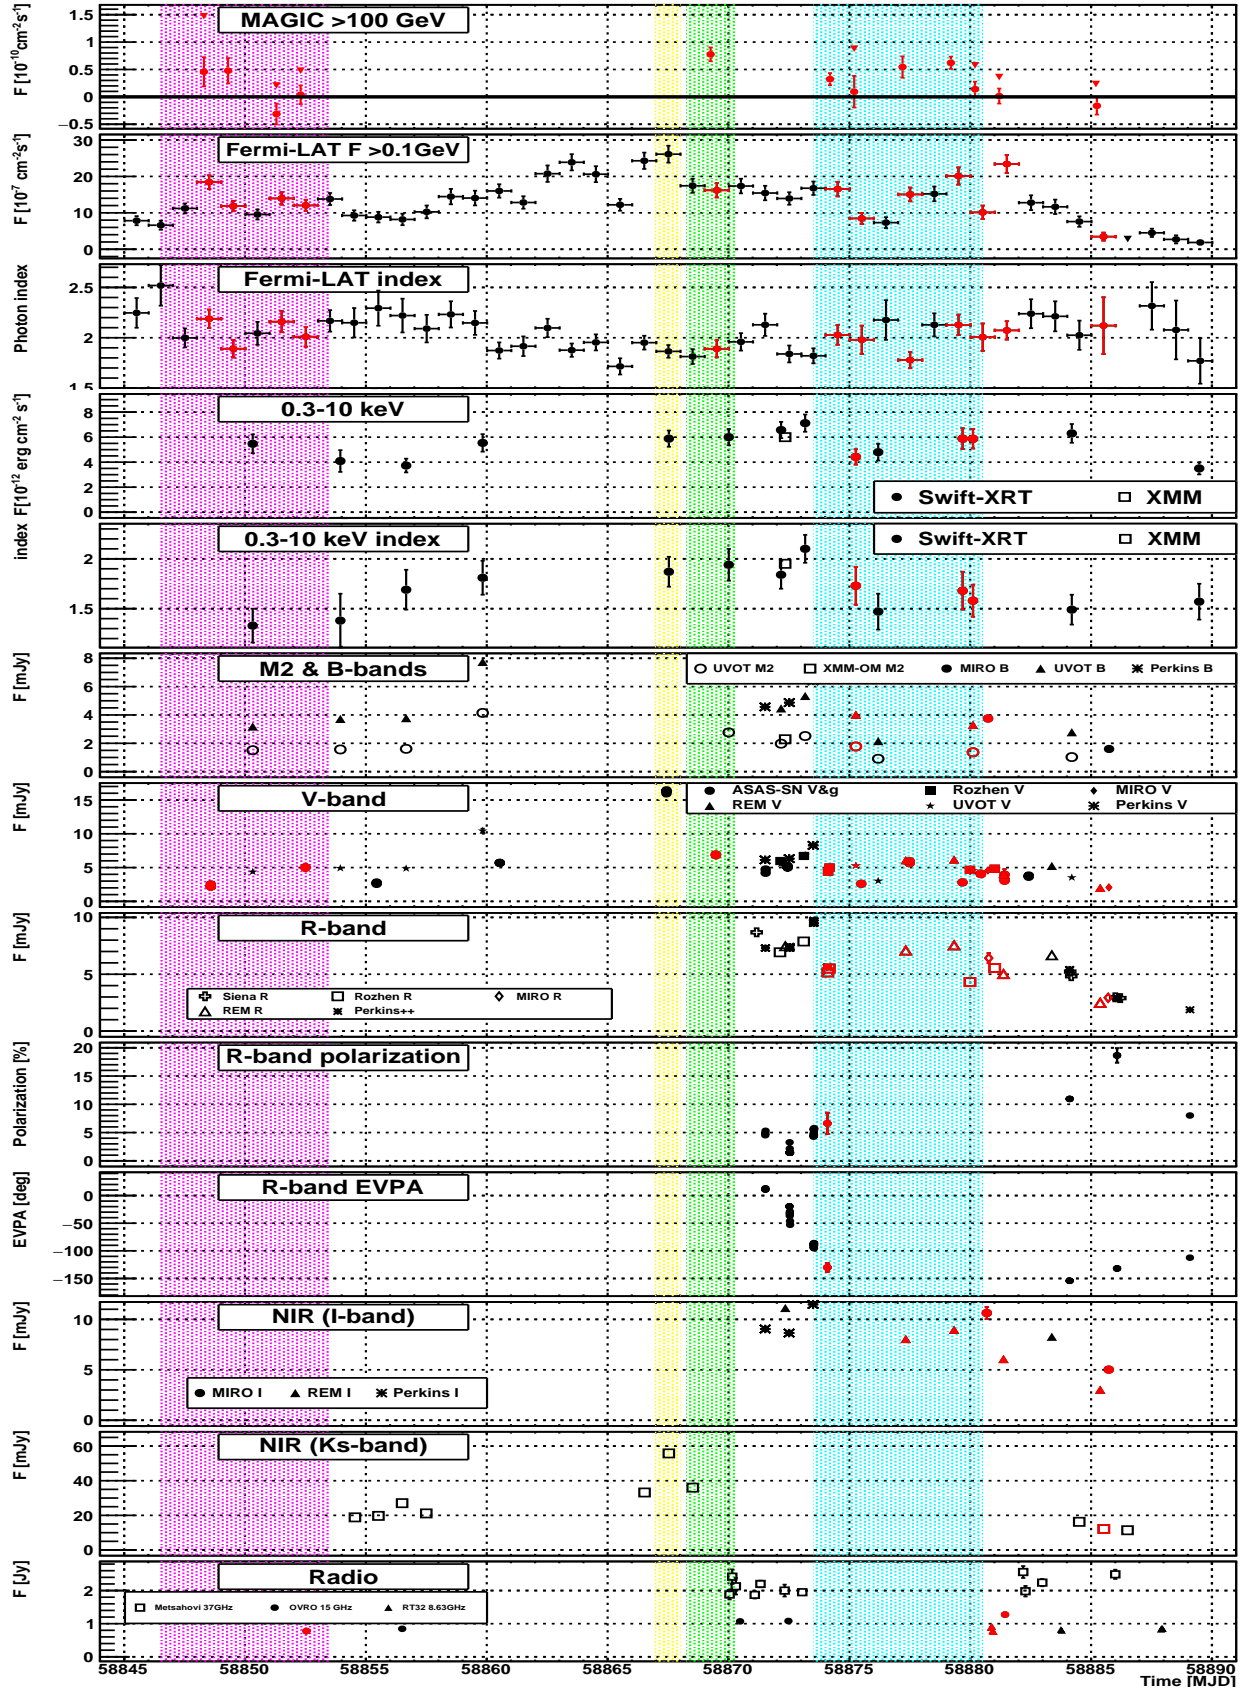 MAGIC >100 GeV
F [10⁻¹⁰cm⁻²s⁻¹]
1.5
1
0.5
0
−0.5
Fermi-LAT F >0.1GeV
F [10⁻⁷ cm⁻² s⁻¹]
30
20
10
0
Fermi-LAT index
Photon index
2.5
2
1.5
0.3-10 keV
F[10⁻¹² erg cm⁻² s⁻¹]
8
6
4
2
0
Swift-XRT
XMM
0.3-10 keV index
index
2
1.5
Swift-XRT
XMM
M2 & B-bands
F [mJy]
8
6
4
2
0
UVOT M2
XMM-OM M2
MIRO B
UVOT B
Perkins B
V-band
F [mJy]
15
10
5
0
ASAS-SN V&g
Rozhen V
MIRO V
REM V
UVOT V
Perkins V
R-band
F [mJy]
10
5
0
Siena R
Rozhen R
MIRO R
REM R
Perkins++
R-band polarization
Polarization [%]
20
15
10
5
0
R-band EVPA
EVPA [deg]
0
−50
−100
−150
NIR (I-band)
F [mJy]
10
5
0
MIRO I
REM I
Perkins I
NIR (Ks-band)
F [mJy]
60
40
20
0
Radio
F [Jy]
2
1
0
Metsahovi 37GHz
OVRO 15 GHz
RT32 8.63GHz
58845
58850
58855
58860
58865
58870
58875
58880
58885
58890
Time [MJD]